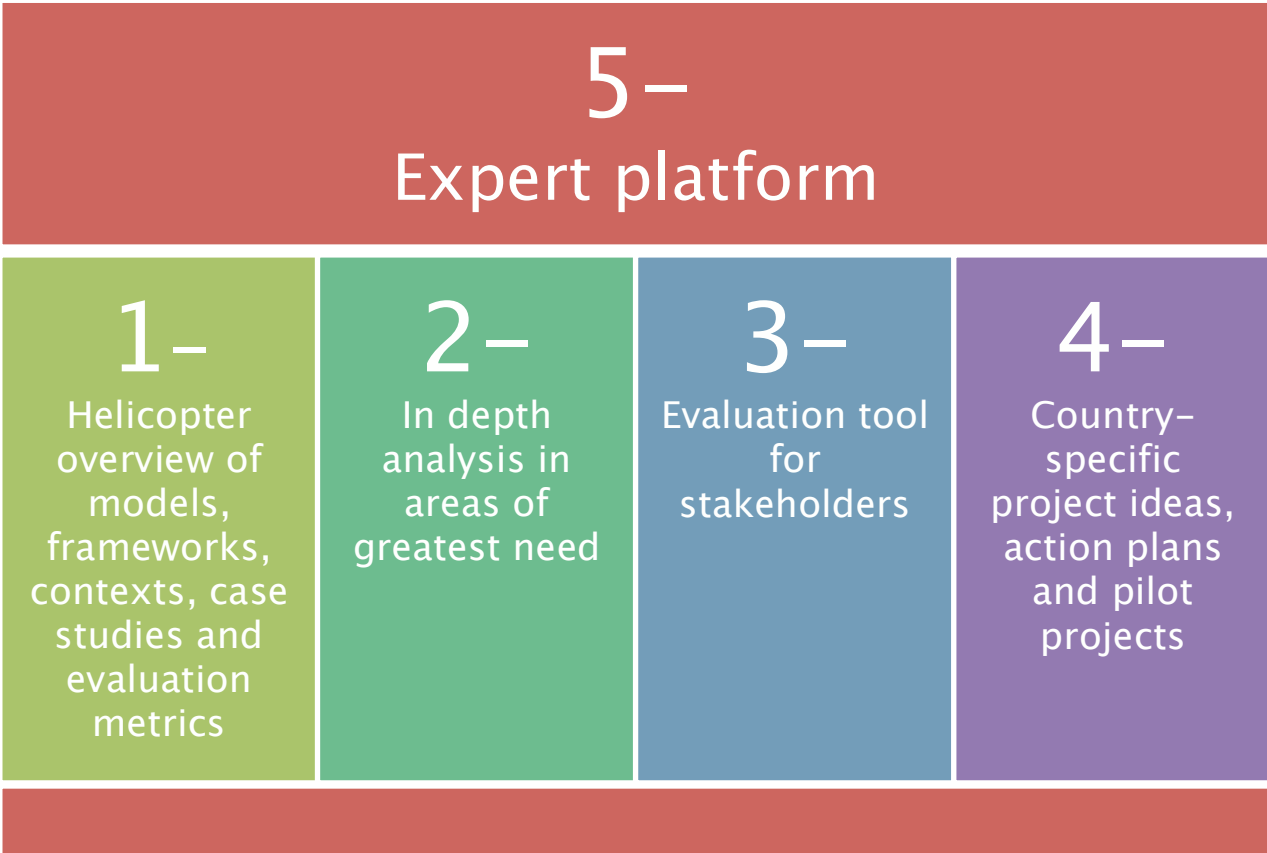 5–
Expert platform
1–
Helicopter
overview of
models,
frameworks,
contexts, case
studies and
evaluation
metrics
2–
In depth
analysis in
areas of
greatest need
3–
Evaluation tool
for
stakeholders
4–
Country–
specific
project ideas,
action plans
and pilot
projects